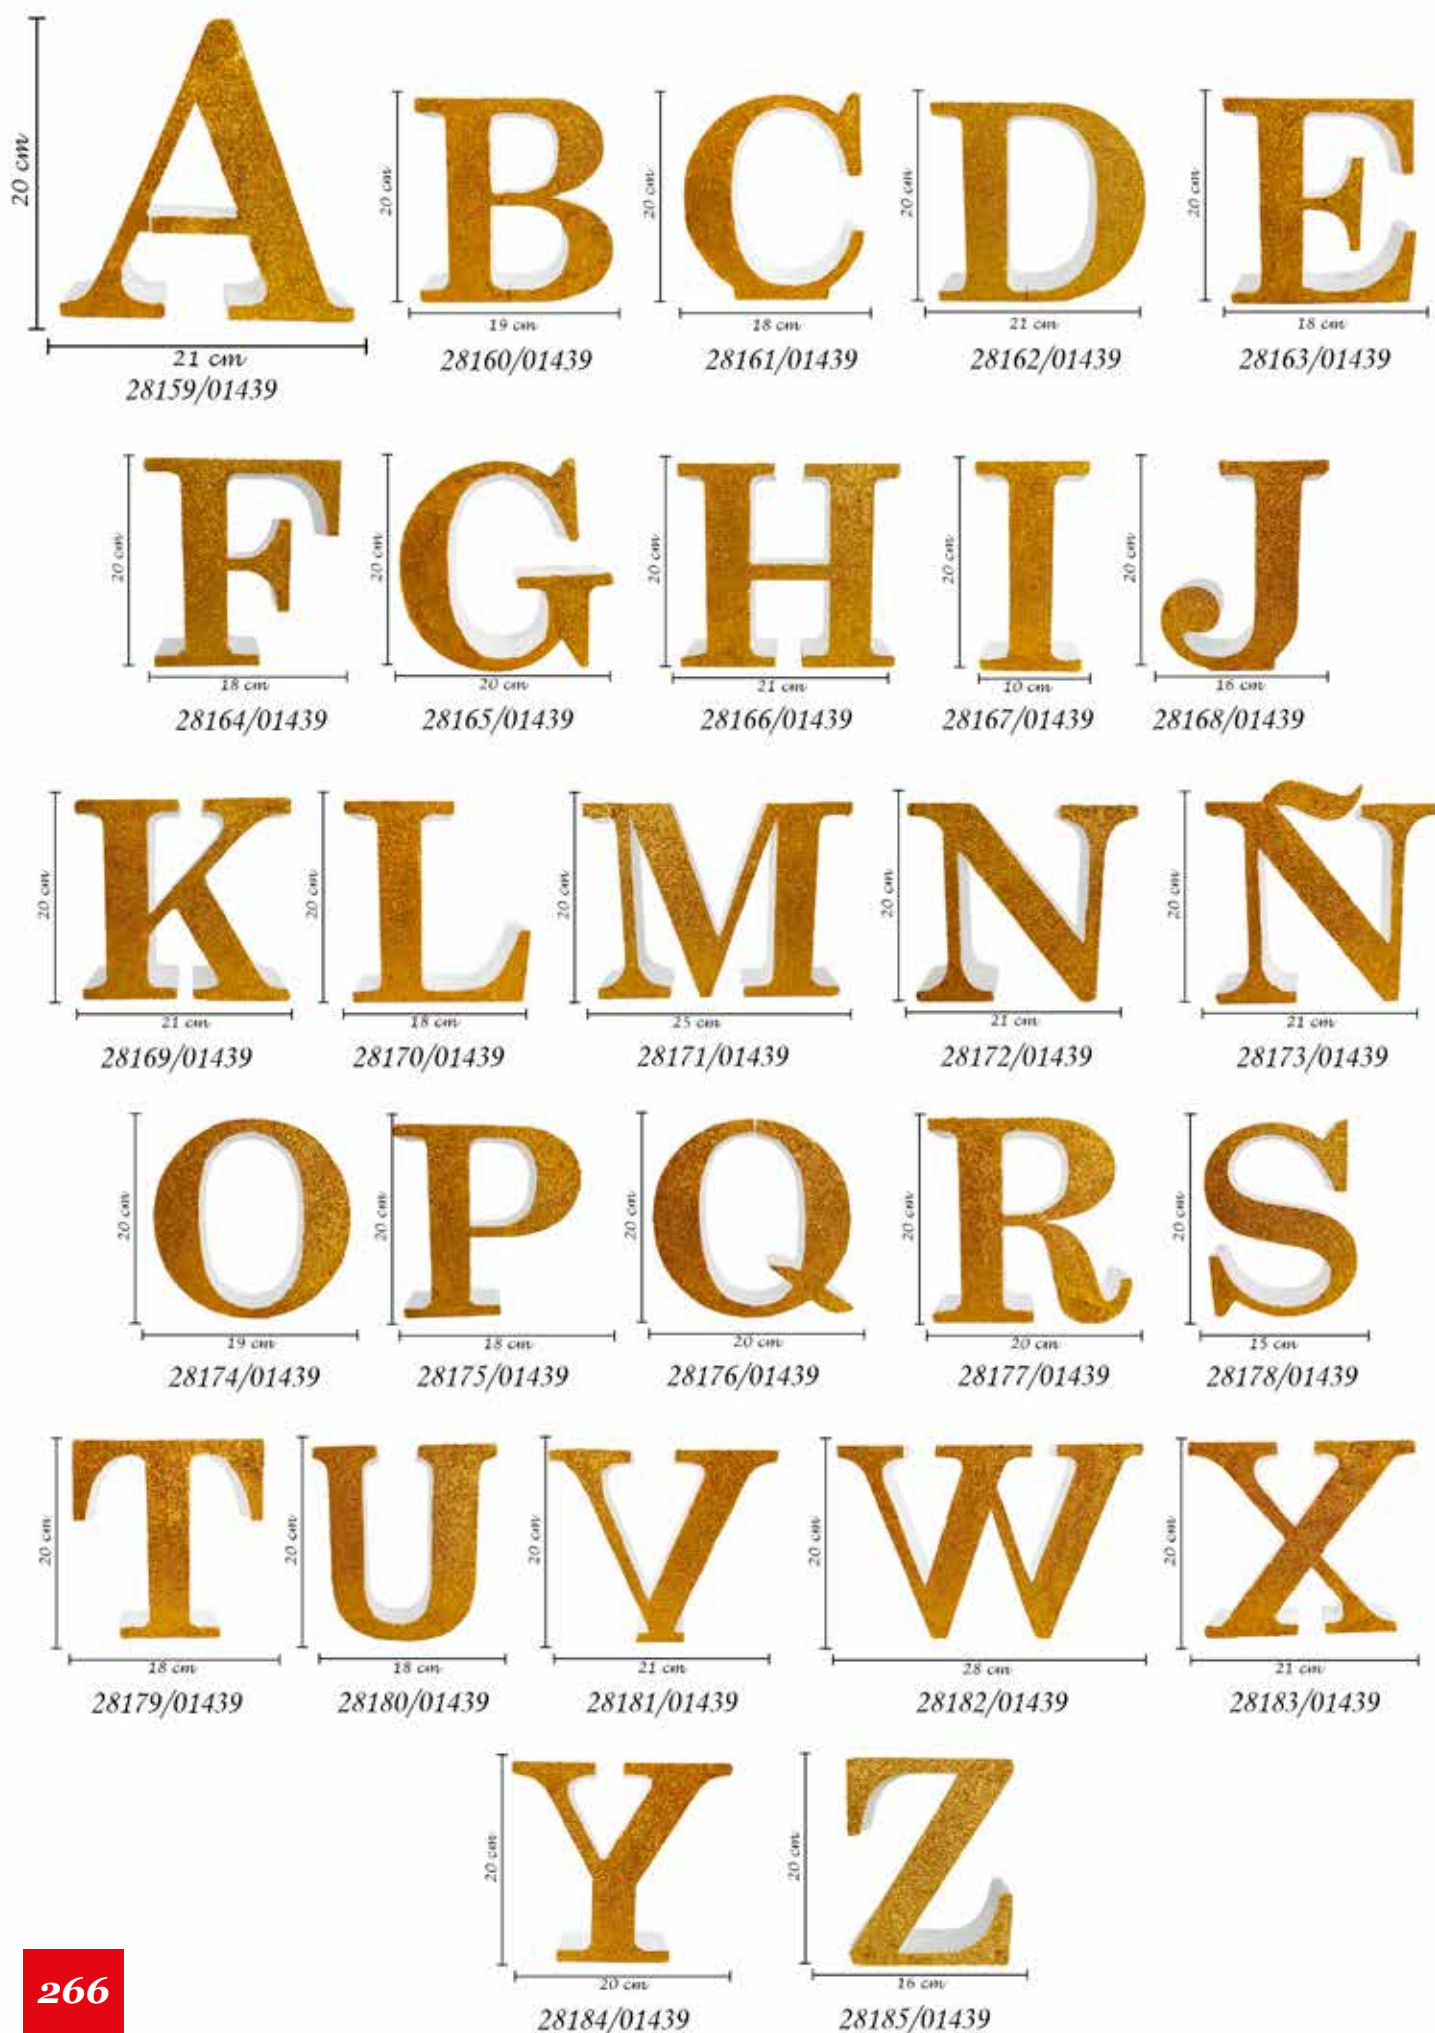 A B C D E
20 cm 20 cm 20 cm 20 cm 20 cm
21 cm 19 cm 18 cm 21 cm 18 cm
28159/01439 28160/01439 28161/01439 28162/01439 28163/01439
F G H I J
20 cm 20 cm 20 cm 20 cm 20 cm
18 cm 20 cm 21 cm 10 cm 16 cm
28164/01439 28165/01439 28166/01439 28167/01439 28168/01439
K L M N Ñ
20 cm 20 cm 20 cm 20 cm 20 cm
21 cm 18 cm 25 cm 21 cm 21 cm
28169/01439 28170/01439 28171/01439 28172/01439 28173/01439
O P Q R S
20 cm 20 cm 20 cm 20 cm 20 cm
19 cm 18 cm 20 cm 20 cm 15 cm
28174/01439 28175/01439 28176/01439 28177/01439 28178/01439
T U V W X
20 cm 20 cm 20 cm 20 cm 20 cm
18 cm 18 cm 21 cm 28 cm 21 cm
28179/01439 28180/01439 28181/01439 28182/01439 28183/01439
Y Z
20 cm 20 cm
20 cm 16 cm
28184/01439 28185/01439
266